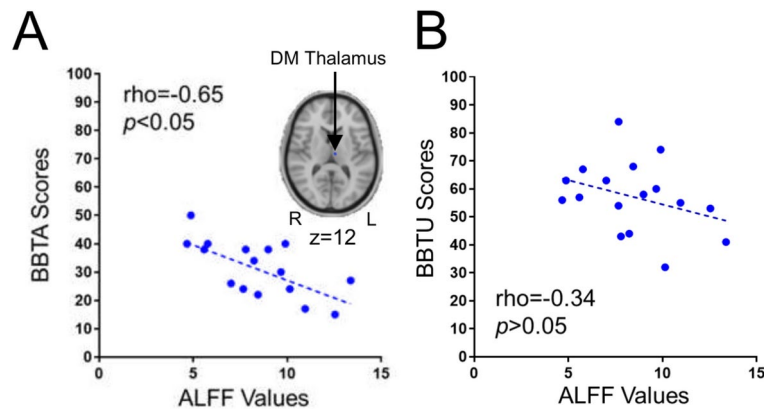 A
DM Thalamus
rho=-0.65
p<0.05
R
L
z=12
BBTA Scores
100
90
80
70
60
50
40
30
20
10
0
0
5
10
15
ALFF Values
B
BBTU Scores
100
90
80
70
60
50
40
30
20
10
0
rho=-0.34
p>0.05
0
5
10
15
ALFF Values